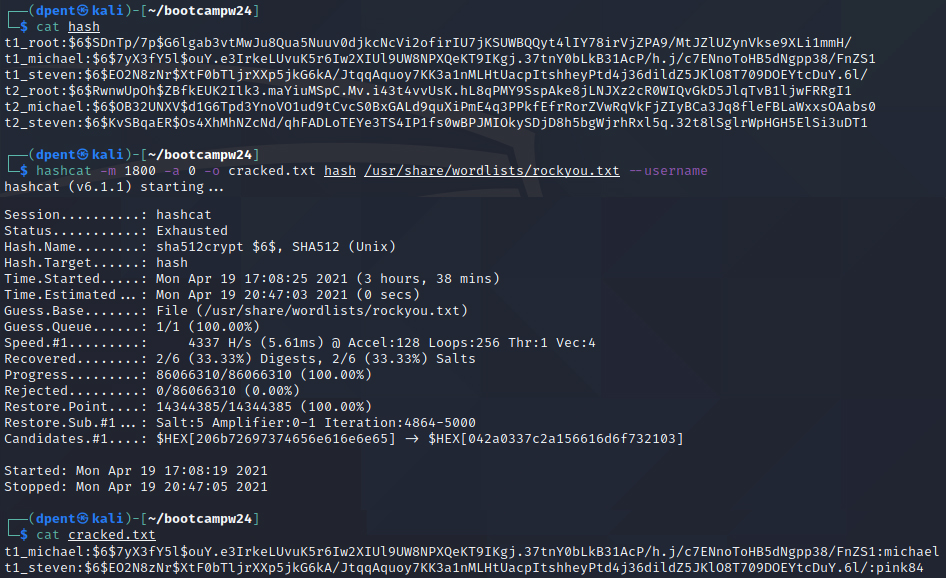 ┌──(dpent㉿kali)-[~/bootcampw24]
└─$ cat hash
t1_root:$6$SDnTp/7p$G6lgab3vtMwJu8Qua5Nuuv0djkcNcVi2ofirIU7jKSUWBQQyt4lIY78irVjZPA9/MtJZlUZynVkse9XLi1mmH/
t1_michael:$6$7yX3fY5l$ouY.e3IrkeLUvuK5r6Iw2XIUl9UW8NPXQeKT9IKgj.37tnY0bLkB31AcP/h.j/c7ENnoToHB5dNgpp38/FnZS1
t1_steven:$6$EO2N8zNr$XtF0bTljrXXp5jkG6kA/JtqqAquoy7KK3a1nMLHtUacpItshheyPtd4j36dildZ5JKlO8T709DOEYtcDuY.6l/
t2_root:$6$RwnwUpOh$ZBfkEUK2Ilk3.maYiuMSpC.Mv.i43t4vvUsK.hL8qPMY9SspAke8jLNJXz2cR0WIQvGkD5JlqTvB1ljwFRRgI1
t2_michael:$6$OB32UNXV$d1G6Tpd3YnoVO1ud9tCvcS0BxGALd9quXiPmE4q3PPkfEfrRorZVwRqVkFjZIyBCa3Jq8fleFBLaWxxsOAabs0
t2_steven:$6$KvSBqaER$Os4XhMhNZcNd/qhFADLoTEYe3TS4IP1fs0wBPJMIOkySDjD8h5bgWjrhRxl5q.32t8lSglrWpHGH5ElSi3uDT1
┌──(dpent㉿kali)-[~/bootcampw24]
└─$ hashcat -m 1800 -a 0 -o cracked.txt hash /usr/share/wordlists/rockyou.txt --username
hashcat (v6.1.1) starting...
Session..........: hashcat
Status...........: Exhausted
Hash.Name........: sha512crypt $6$, SHA512 (Unix)
Hash.Target......: hash
Time.Started.....: Mon Apr 19 17:08:25 2021 (3 hours, 38 mins)
Time.Estimated...: Mon Apr 19 20:47:03 2021 (0 secs)
Guess.Base.......: File (/usr/share/wordlists/rockyou.txt)
Guess.Queue......: 1/1 (100.00%)
Speed.#1.........:     4337 H/s (5.61ms) @ Accel:128 Loops:256 Thr:1 Vec:4
Recovered........: 2/6 (33.33%) Digests, 2/6 (33.33%) Salts
Progress.........: 86066310/86066310 (100.00%)
Rejected.........: 0/86066310 (0.00%)
Restore.Point....: 14344385/14344385 (100.00%)
Restore.Sub.#1...: Salt:5 Amplifier:0-1 Iteration:4864-5000
Candidates.#1....: $HEX[206b72697374656e616e6e65] -> $HEX[042a0337c2a156616d6f732103]
Started: Mon Apr 19 17:08:19 2021
Stopped: Mon Apr 19 20:47:05 2021
┌──(dpent㉿kali)-[~/bootcampw24]
└─$ cat cracked.txt
t1_michael:$6$7yX3fY5l$ouY.e3IrkeLUvuK5r6Iw2XIUl9UW8NPXQeKT9IKgj.37tnY0bLkB31AcP/h.j/c7ENnoToHB5dNgpp38/FnZS1:michael
t1_steven:$6$EO2N8zNr$XtF0bTljrXXp5jkG6kA/JtqqAquoy7KK3a1nMLHtUacpItshheyPtd4j36dildZ5JKlO8T709DOEYtcDuY.6l/:pink84